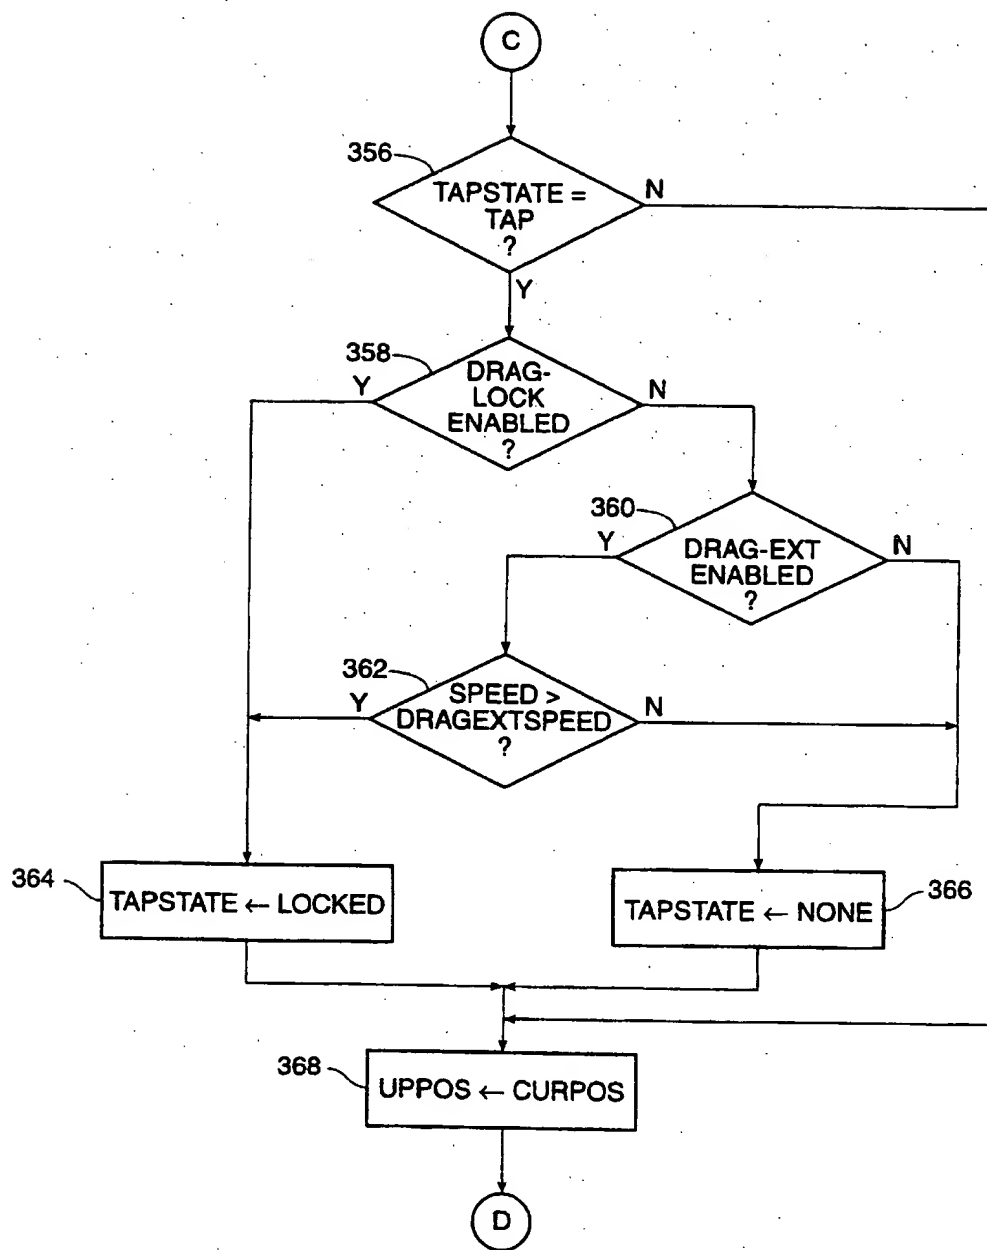 C
356
TAPSTATE =
TAP
?
N
Y
358
Y
DRAG-
LOCK
ENABLED
?
N
360
Y
DRAG-EXT
ENABLED
?
N
362
Y
SPEED >
DRAGEXTSPEED
?
N
364
TAPSTATE ← LOCKED
TAPSTATE ← NONE
366
368
UPPOS ← CURPOS
D